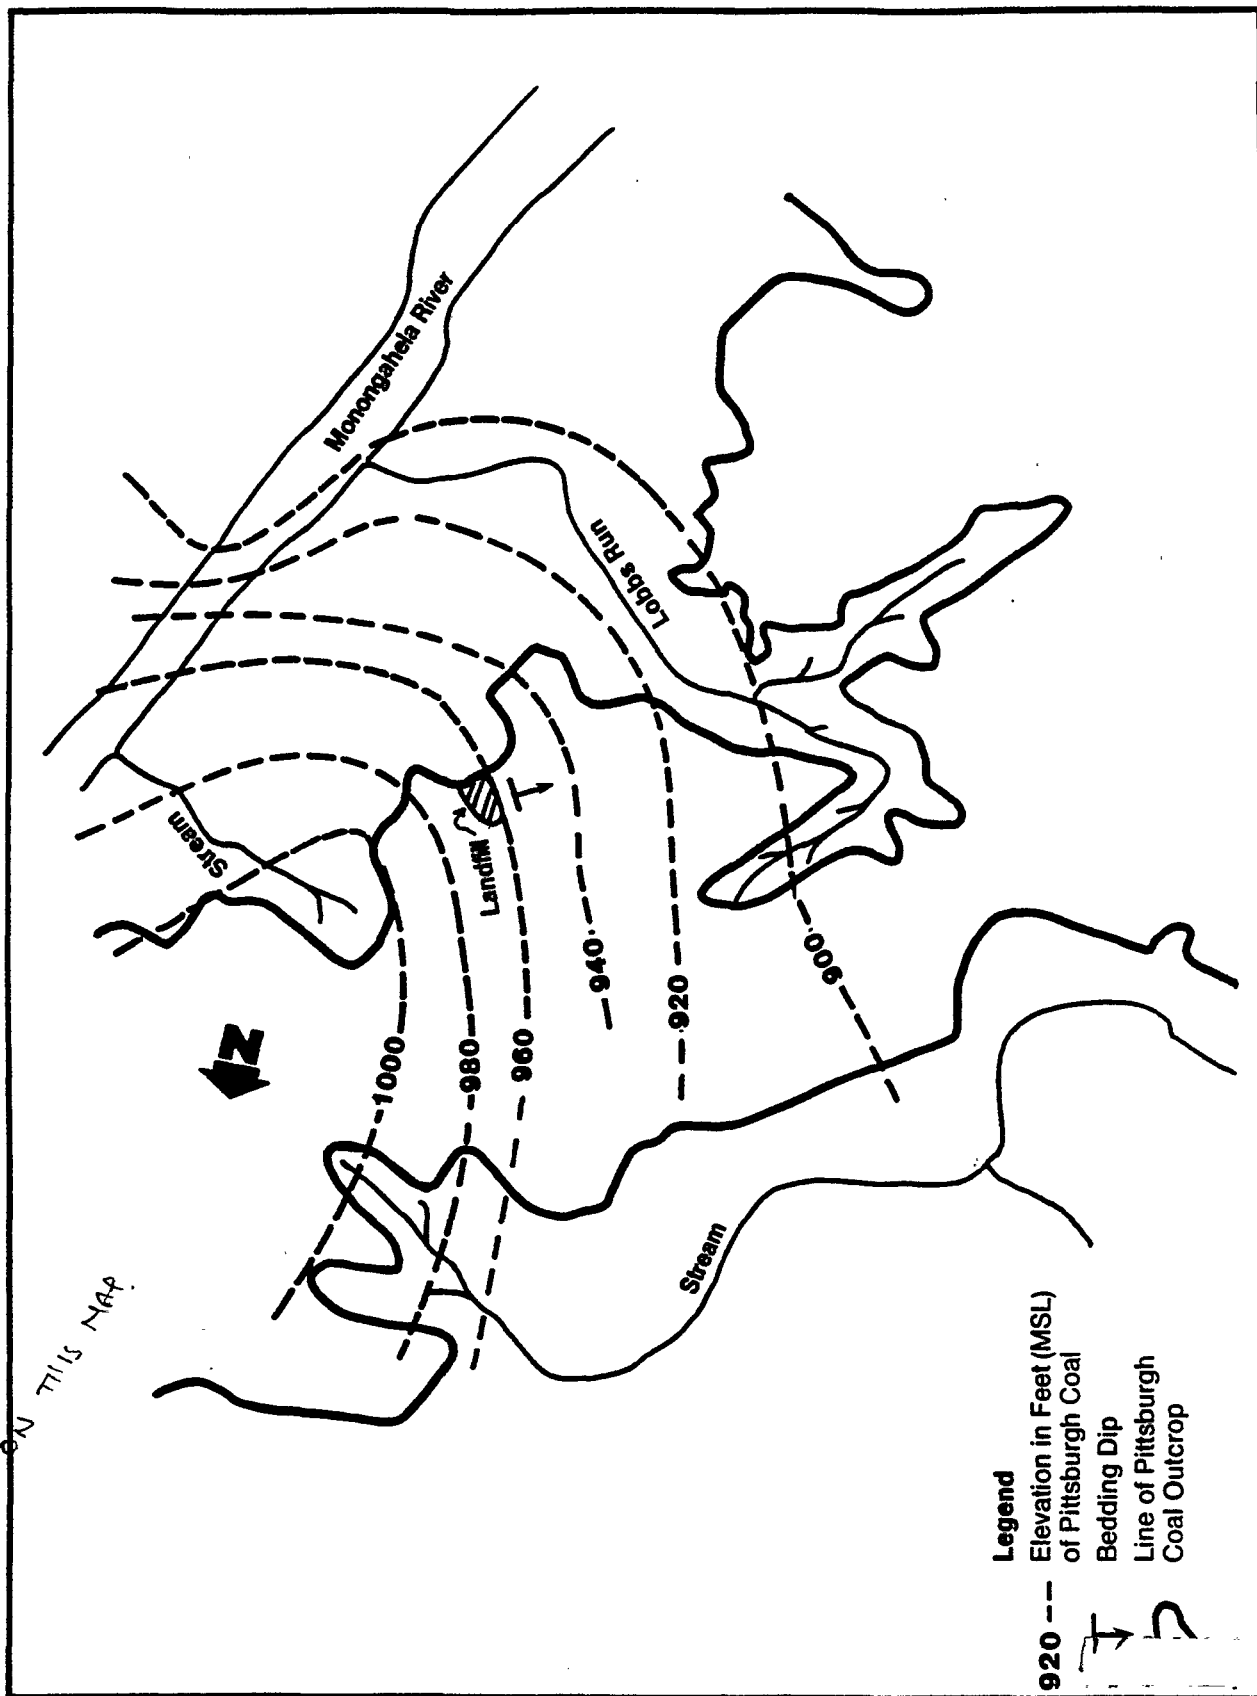 ON THIS MAP.
Monongahela River
Stream
Lobbs Run
Landfill
N
1000
980
960
940
920
900
Stream
Legend
920 -- Elevation in Feet (MSL)
of Pittsburgh Coal
Bedding Dip
Line of Pittsburgh
Coal Outcrop